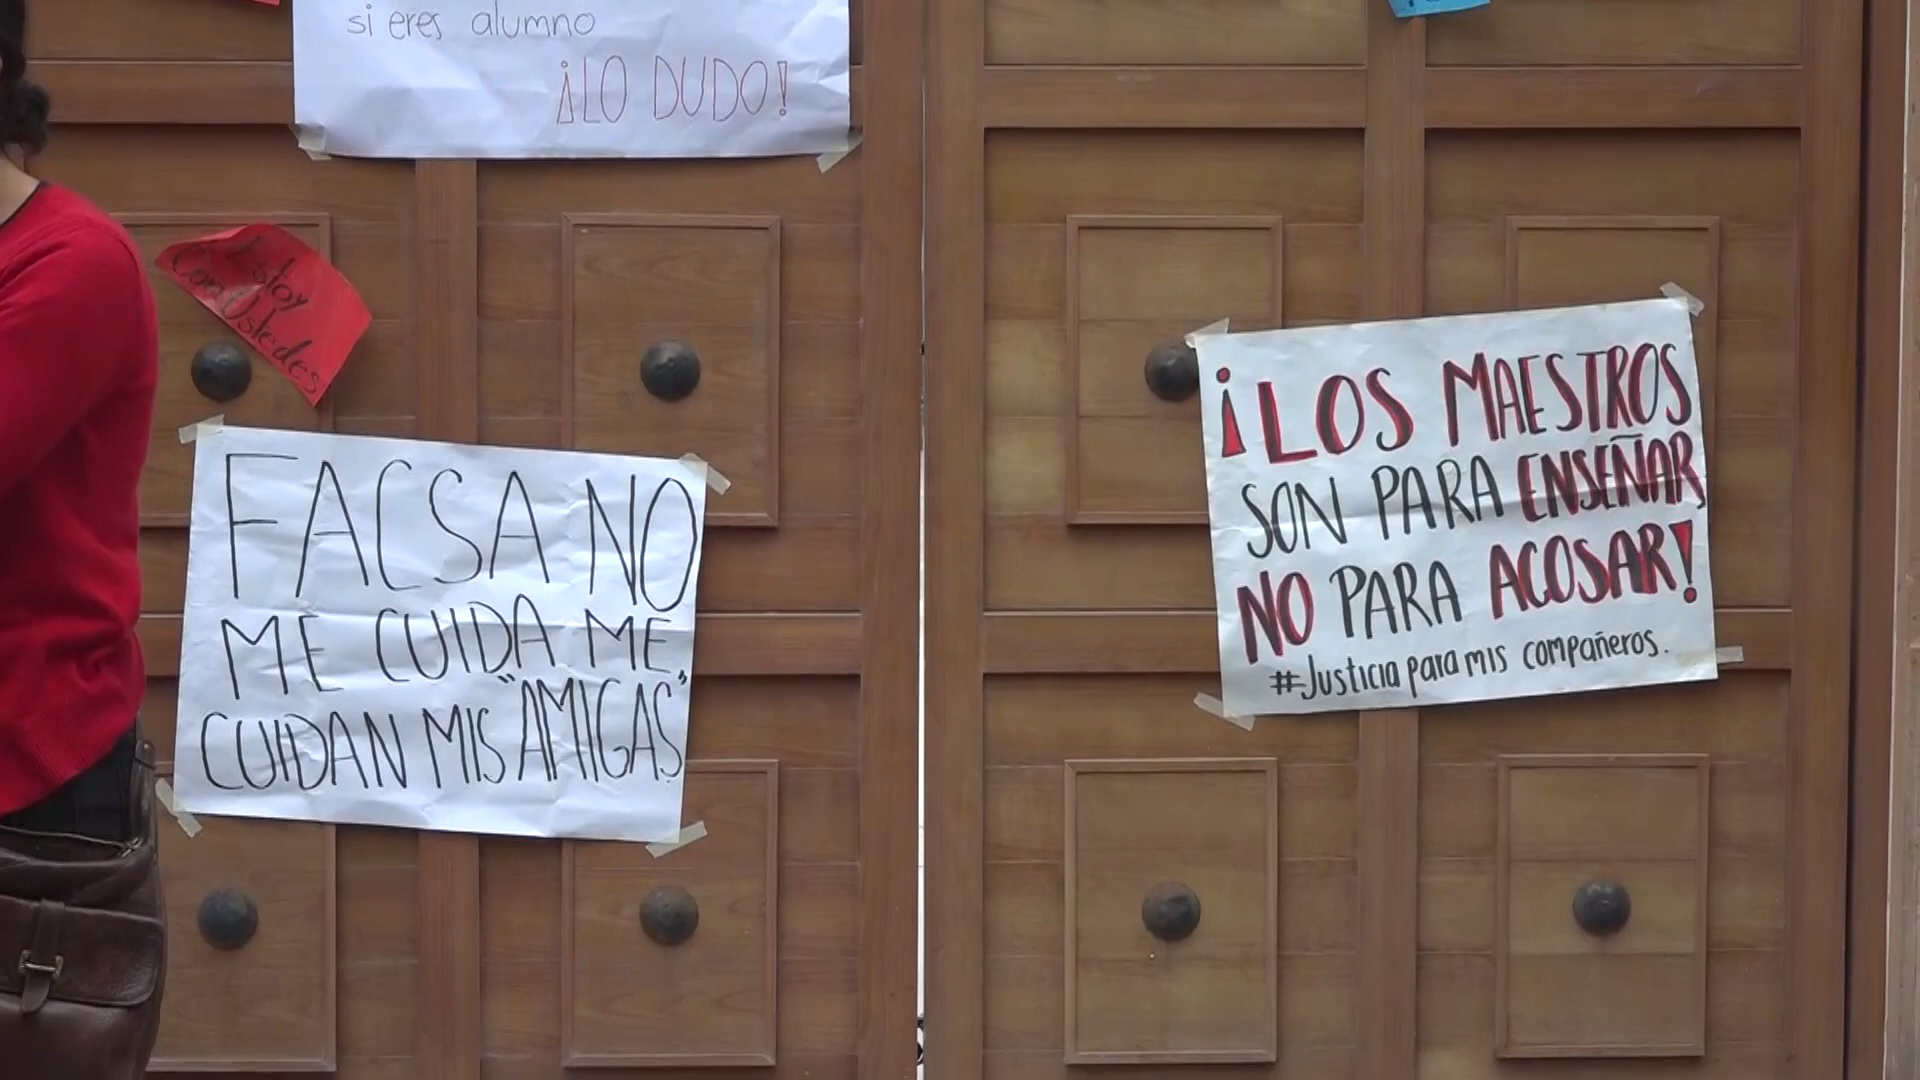 si eres alumno
¡LO DUDO!
Estoy
Con Ustedes
FACSA NO
ME CUIDA ME
CUIDAN MIS "AMIGAS"
¡LOS MAESTROS
SON PARA ENSEÑAR,
NO PARA ACOSAR!
#Justicia para mis compañeros.